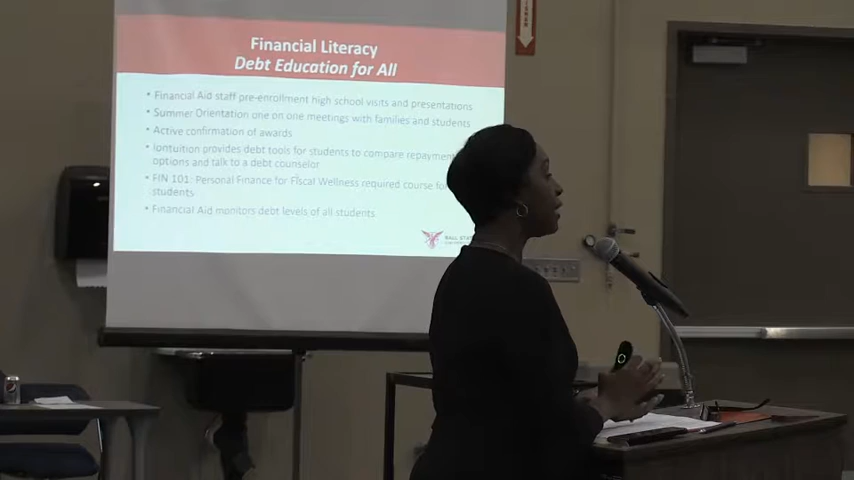 Financial Literacy
Debt Education for All
• Financial Aid staff pre-enrollment high school visits and presentations
• Summer Orientation one on one meetings with families and students
• Active confirmation of awards
• Iontuition provides debt tools for students to compare repayment
options and talk to a debt counselor
• FIN 101: Personal Finance for Fiscal Wellness required course for
students
• Financial Aid monitors debt levels of all students
BALL STATE